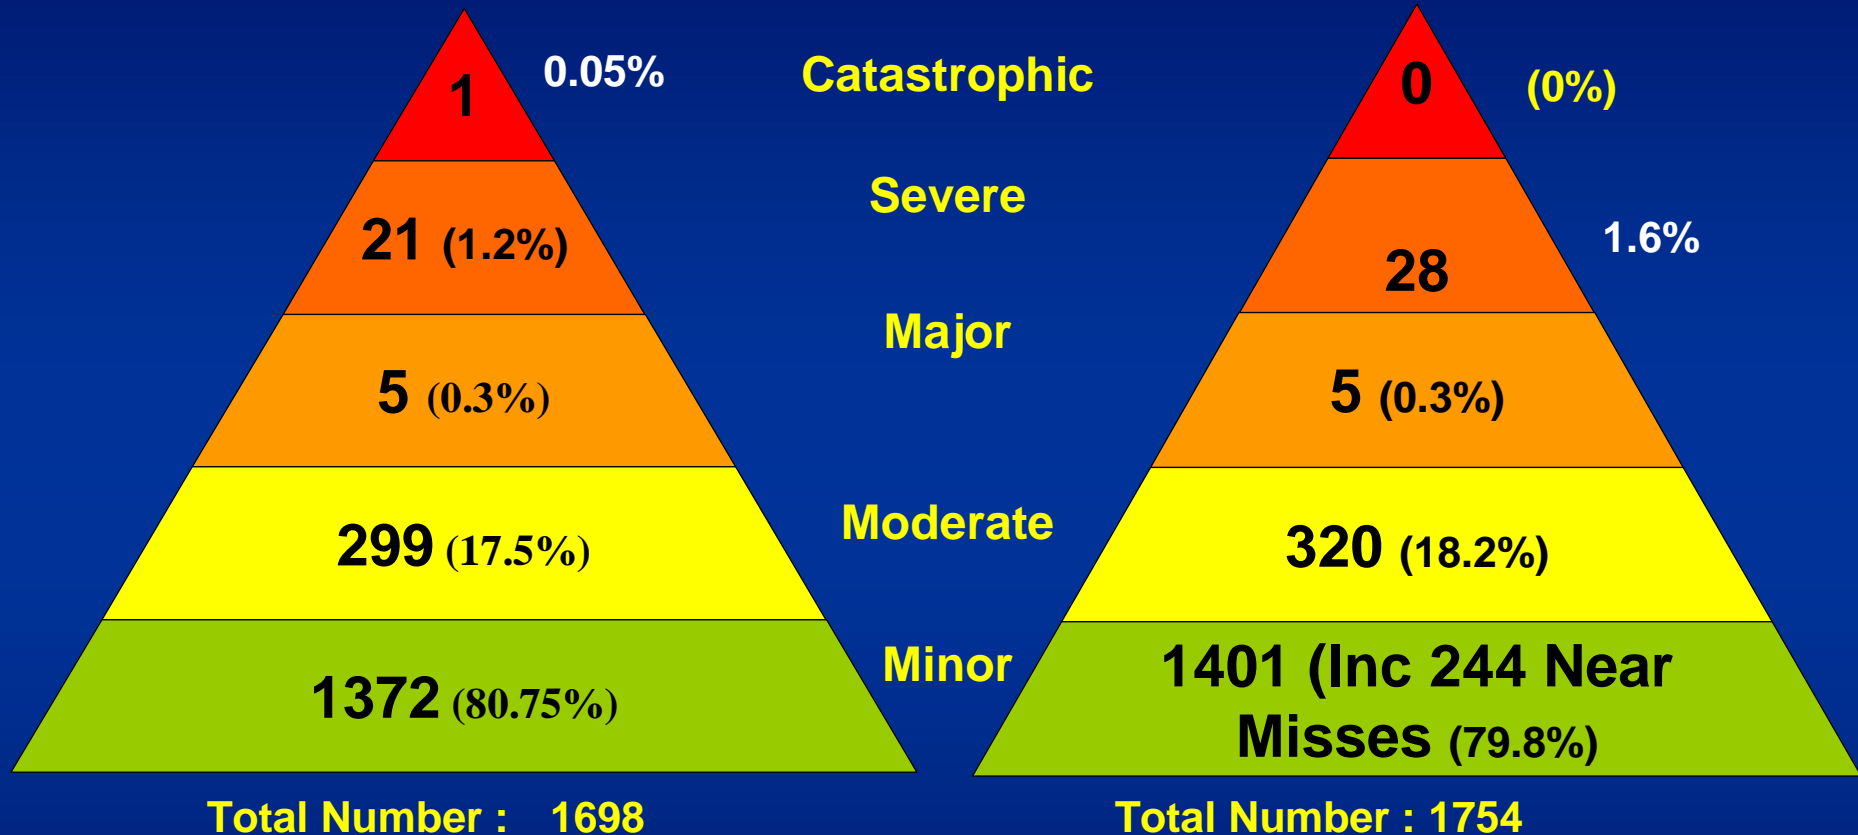 1
0.05%
21 (1.2%)
5 (0.3%)
299 (17.5%)
1372 (80.75%)
Total Number : 1698
Catastrophic
Severe
Major
Moderate
Minor
0
(0%)
28
1.6%
5 (0.3%)
320 (18.2%)
1401 (Inc 244 Near
Misses (79.8%)
Total Number : 1754